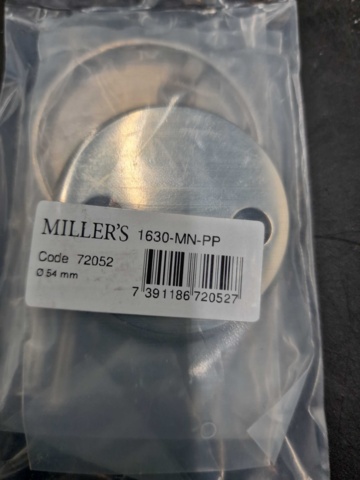 MILLER'S 1630-MN-PP
Code 72052
Ø 54 mm
7 391186 720527